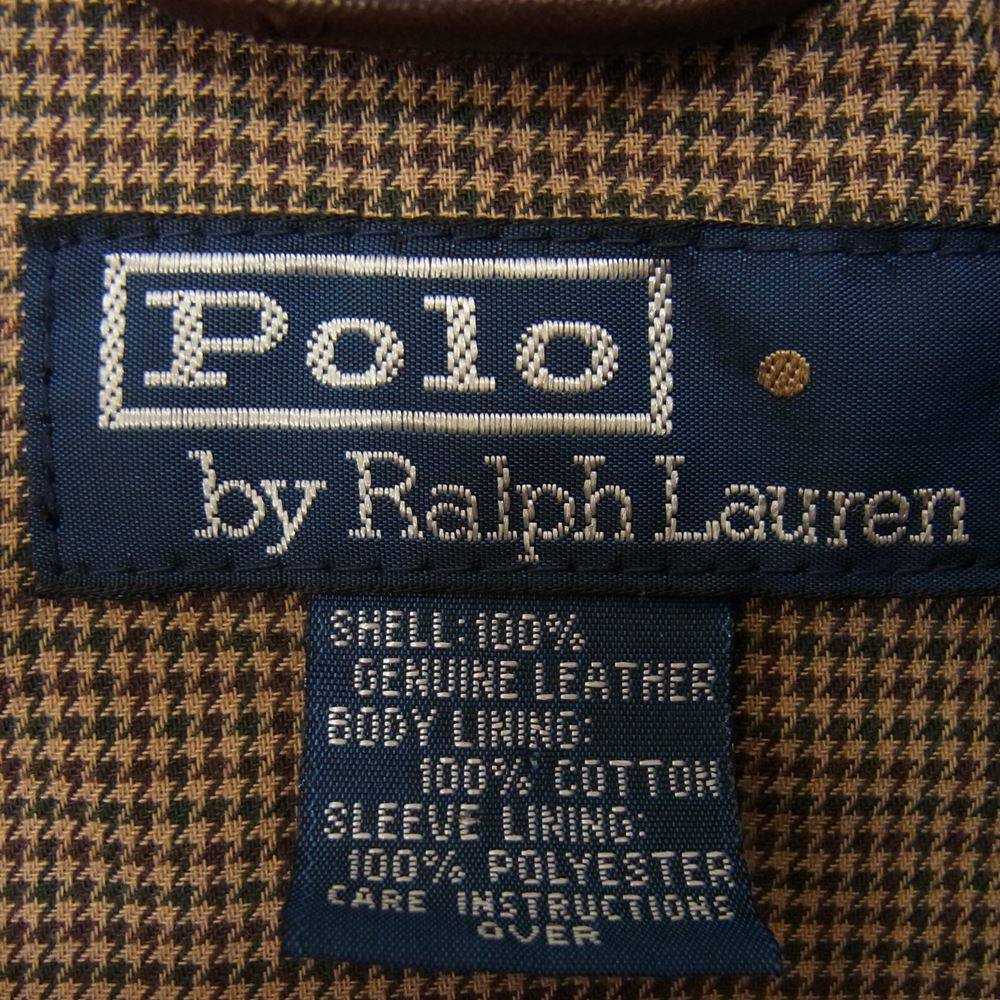 Polo
by Ralph Lauren
SHELL: 100%
GENUINE LEATHER
BODY LINING:
100% COTTON
SLEEVE LINING:
100% POLYESTER
CARE INSTRUCTIONS
OVER